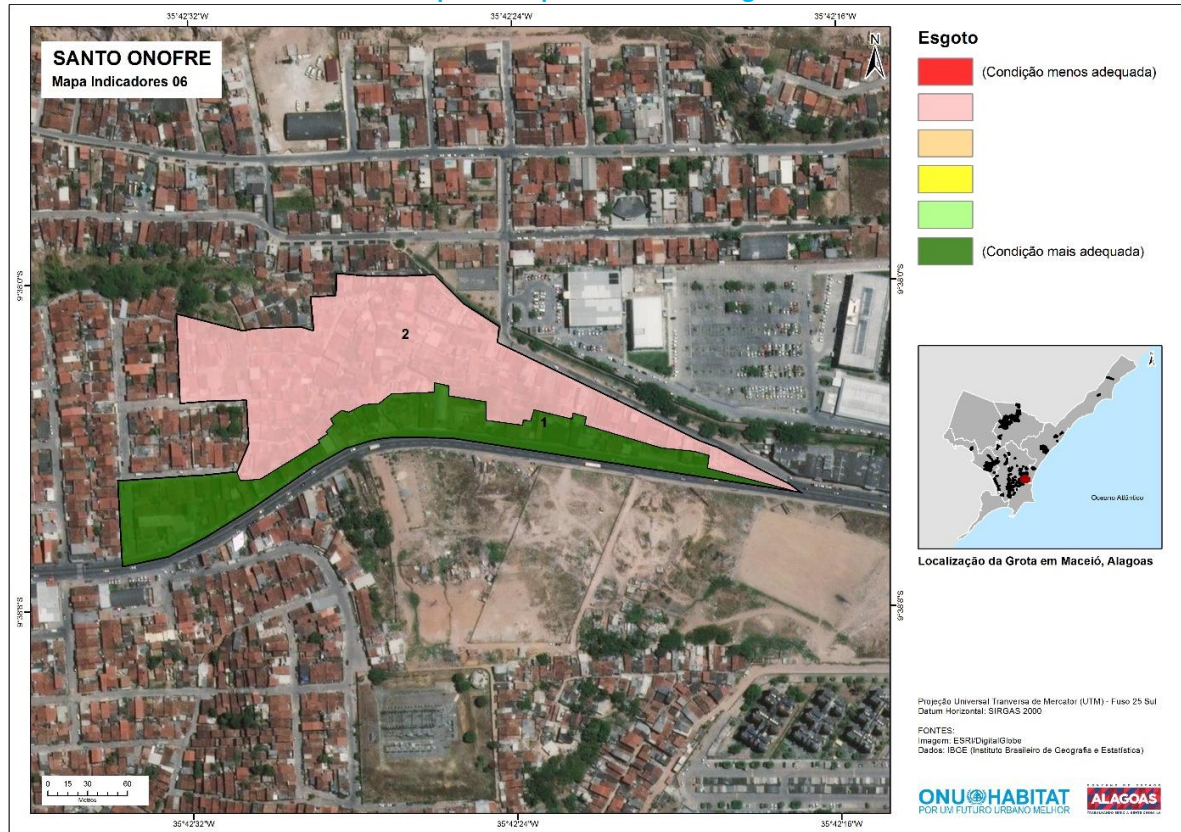 35°42'32"W
35°42'24"W
35°42'16"W
SANTO ONOFRE
Mapa Indicadores 06
N
9°38'0"S
9°38'0"S
2
1
9°38'8"S
9°38'8"S
0 15 30 60
Metros
35°42'32"W
35°42'24"W
35°42'16"W
Esgoto
(Condição menos adequada)
(Condição mais adequada)
Oceano Atlântico
Localização da Grota em Maceió, Alagoas
Projeção Universal Tranversa de Mercator (UTM) - Fuso 25 Sul
Datum Horizontal: SIRGAS 2000
FONTES:
Imagem: ESRI/DigitalGlobe
Dados: IBGE (Instituto Brasileiro de Geografia e Estatística)
ONU HABITAT
POR UM FUTURO URBANO MELHOR
ALAGOAS